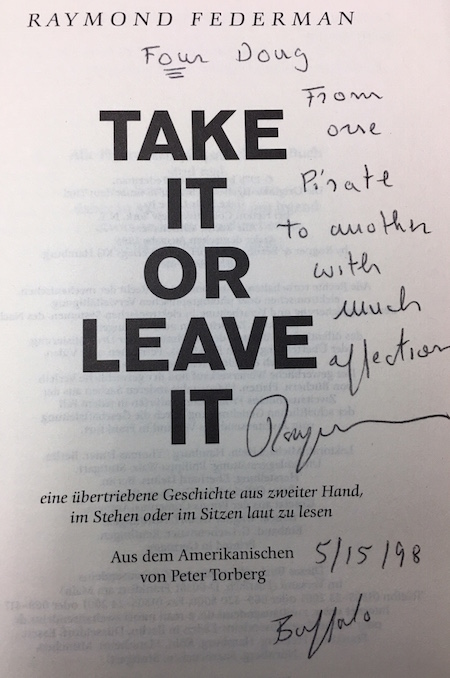 RAYMOND FEDERMAN
Four Doug
TAKE
IT
OR
LEAVE
IT
From
one
Pirate
to another
with
much
affection
Raymond
eine übertriebene Geschichte aus zweiter Hand,
im Stehen oder im Sitzen laut zu lesen
Aus dem Amerikanischen
von Peter Torberg
5/15/98
Buffalo